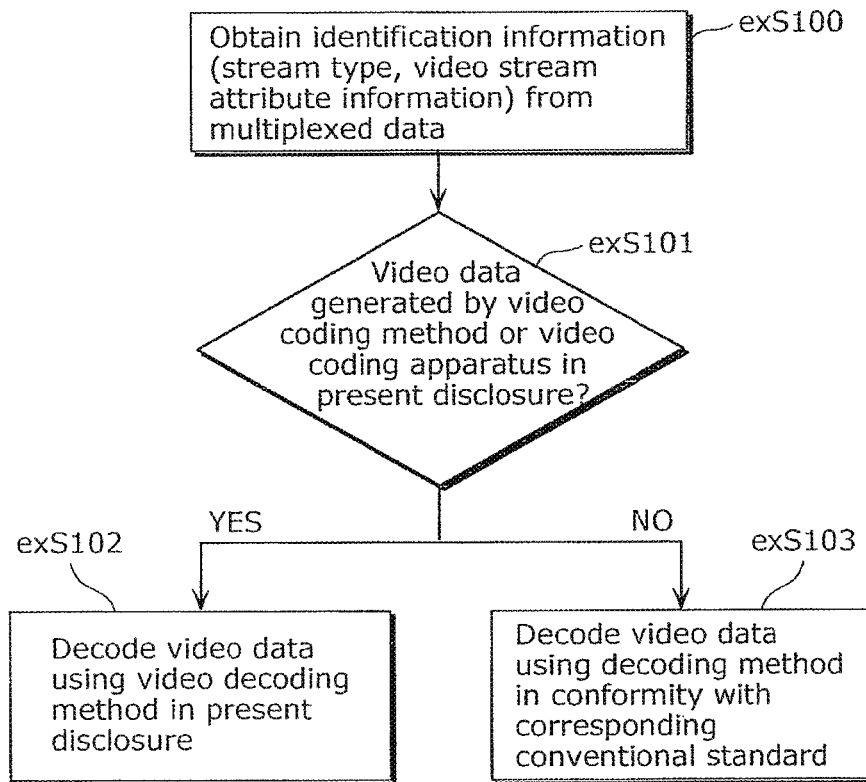 exS100
Obtain identification information
(stream type, video stream
attribute information) from
multiplexed data
exS101
Video data
generated by video
coding method or video
coding apparatus in
present disclosure?
YES
NO
exS102
exS103
Decode video data
using video decoding
method in present
disclosure
Decode video data
using decoding method
in conformity with
corresponding
conventional standard